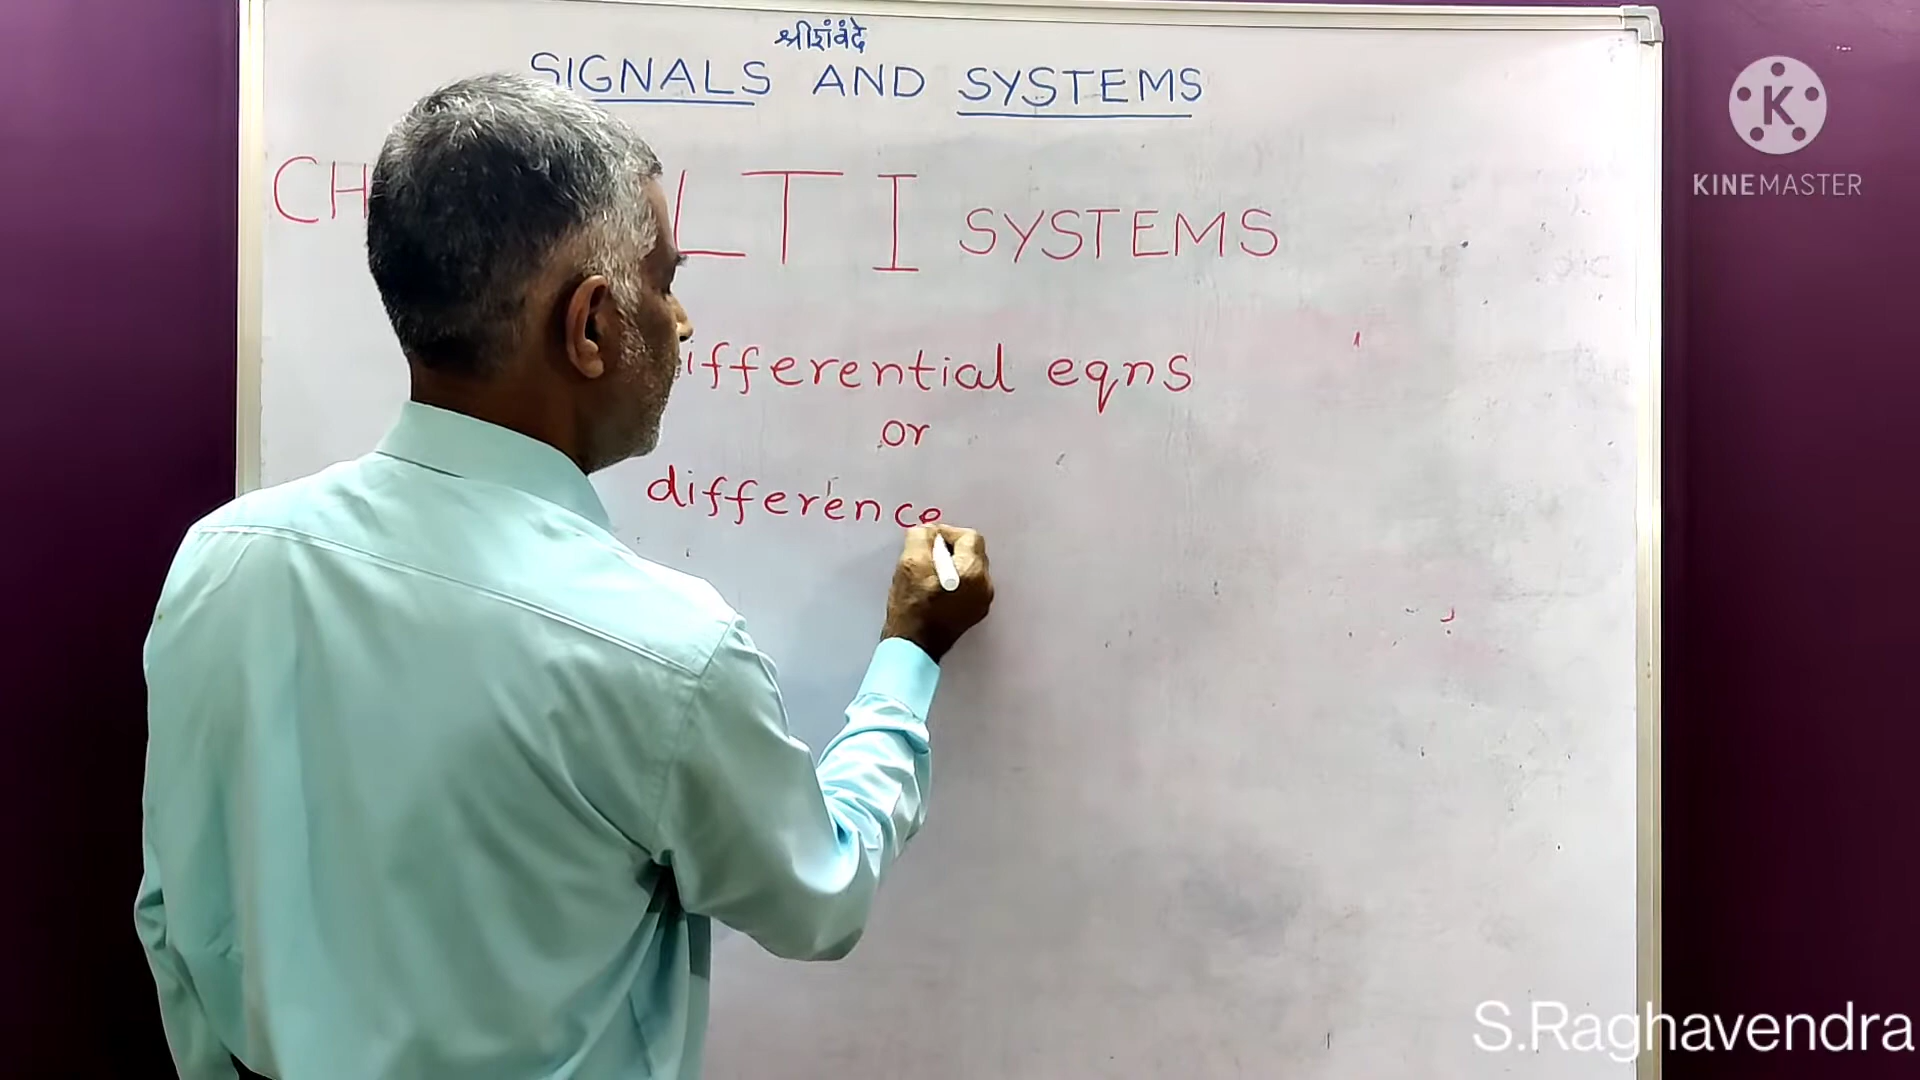 श्रीशंवंदे
SIGNALS AND SYSTEMS
CH LTI SYSTEMS
ifferential eqns
or
difference
KINEMASTER
S.Raghavendra